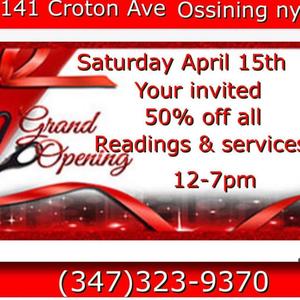 141 Croton Ave Ossining ny
Saturday April 15th
Your invited
50% off all
Grand Opening
Readings & services
12-7pm
(347)323-9370